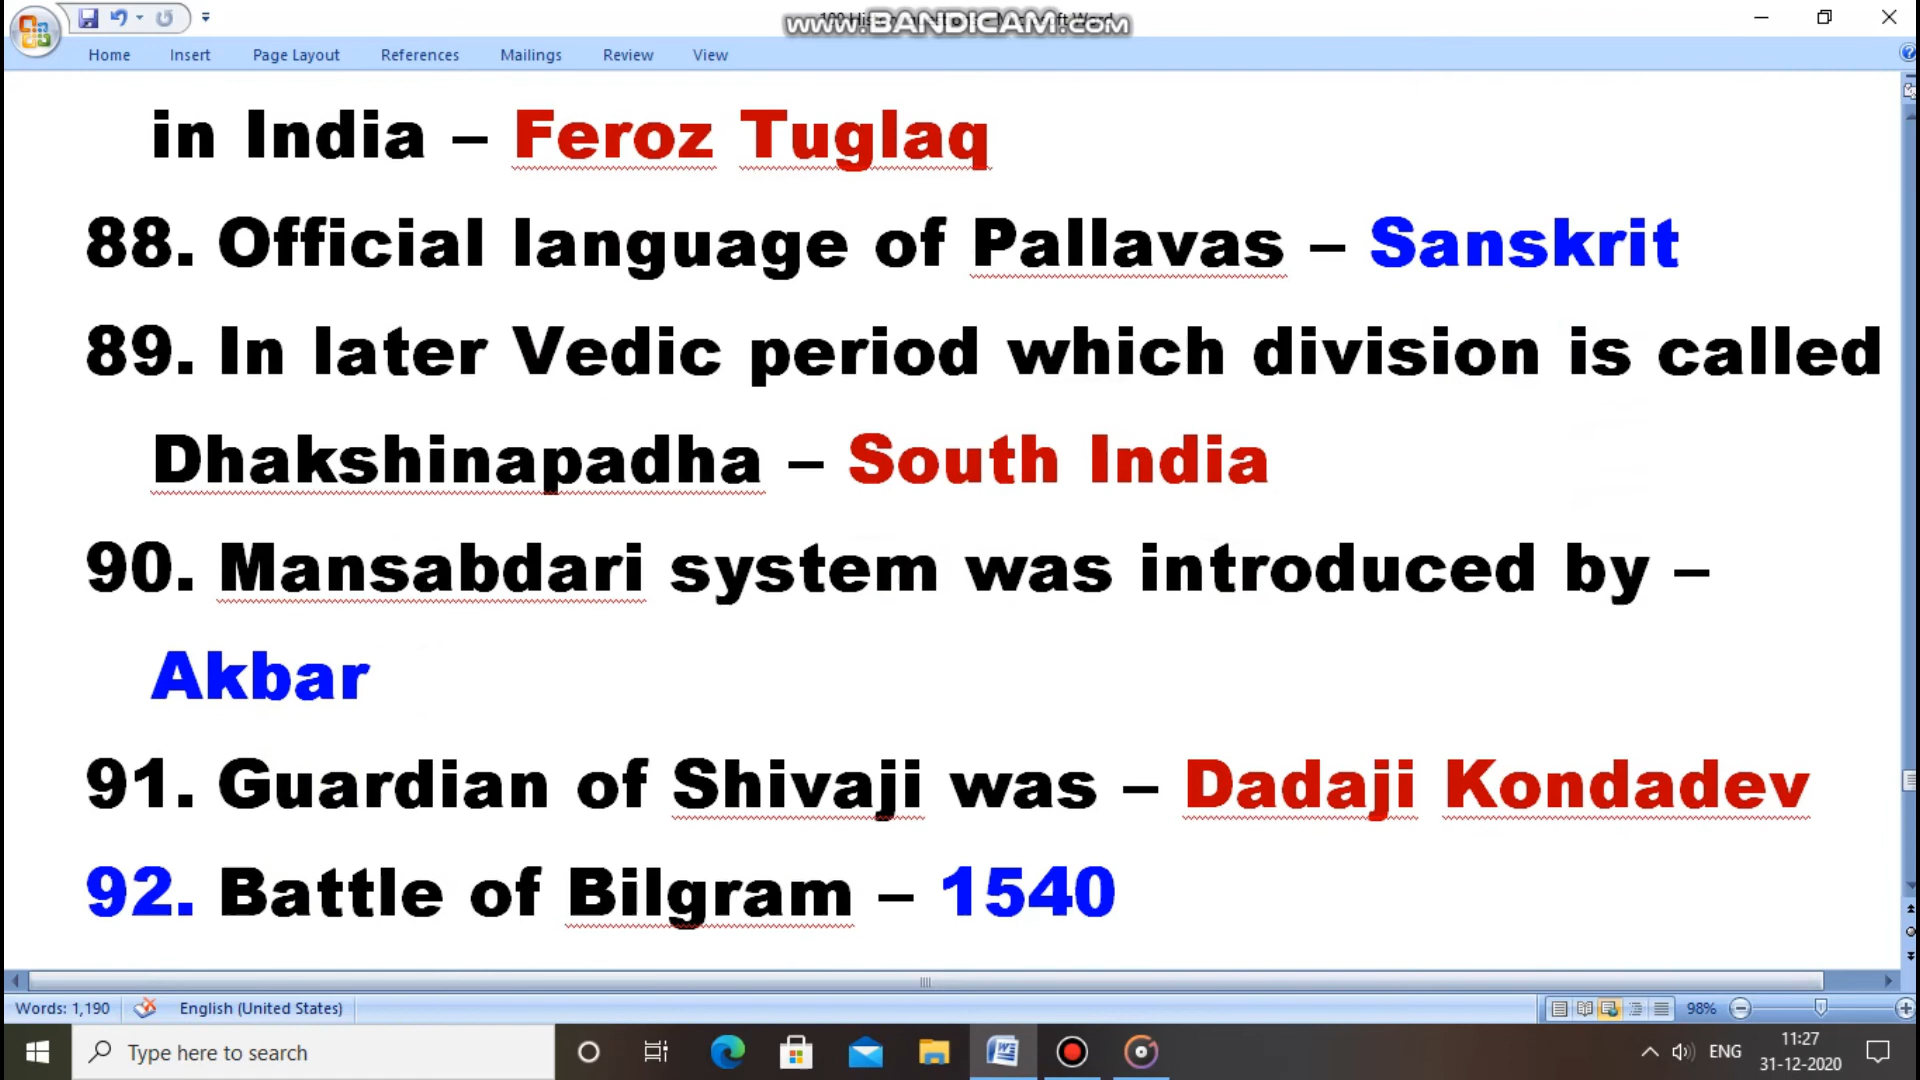 www.BANDICAM.com
Home Insert Page Layout References Mailings Review View
in India – Feroz Tuglaq
88. Official language of Pallavas – Sanskrit
89. In later Vedic period which division is called
Dhakshinapadha – South India
90. Mansabdari system was introduced by –
Akbar
91. Guardian of Shivaji was – Dadaji Kondadev
92. Battle of Bilgram – 1540
Words: 1,190 English (United States) 98%
Type here to search ENG 11:27
31-12-2020